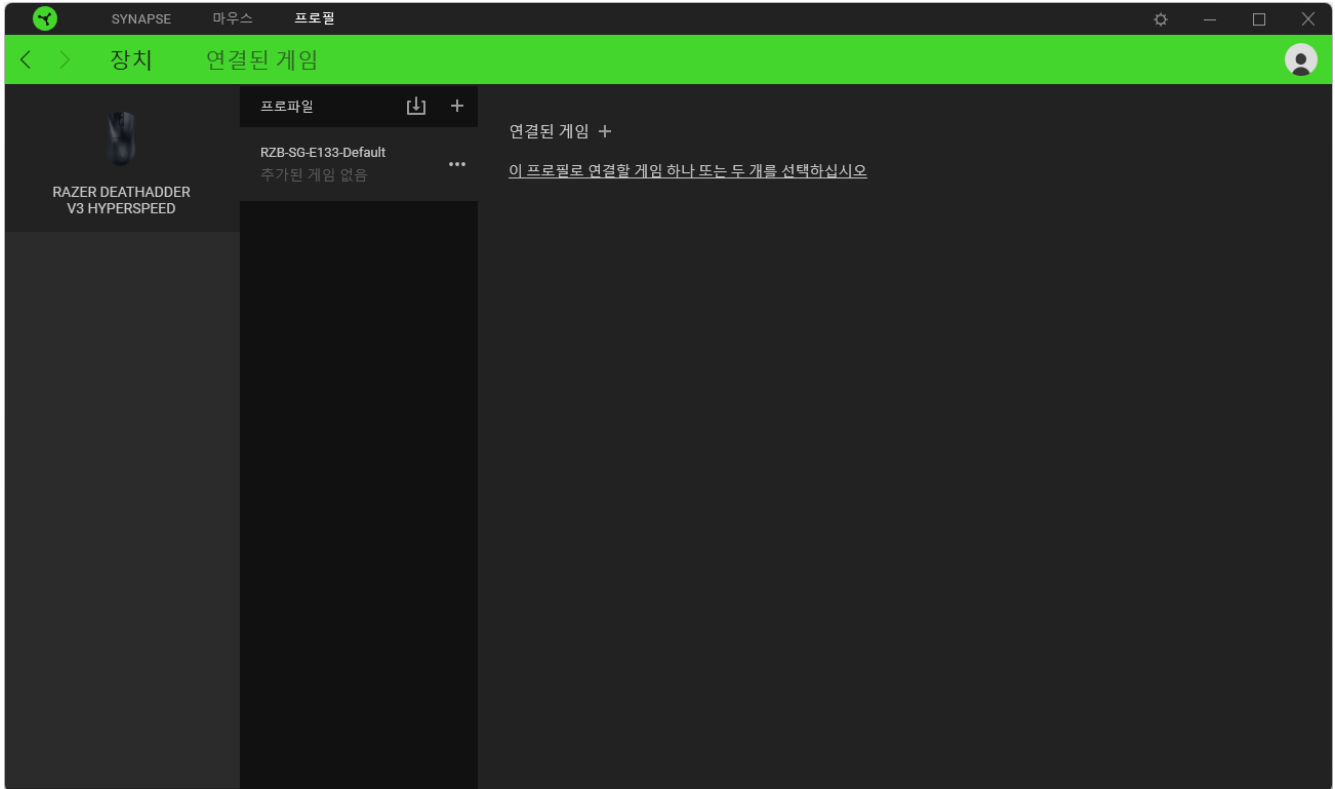 SYNAPSE 마우스 프로필
장치 연결된 게임
RAZER DEATHADDER
V3 HYPERSPEED
프로파일
RZB-SG-E133-Default
추가된 게임 없음
연결된 게임 +
이 프로필로 연결할 게임 하나 또는 두 개를 선택하십시오